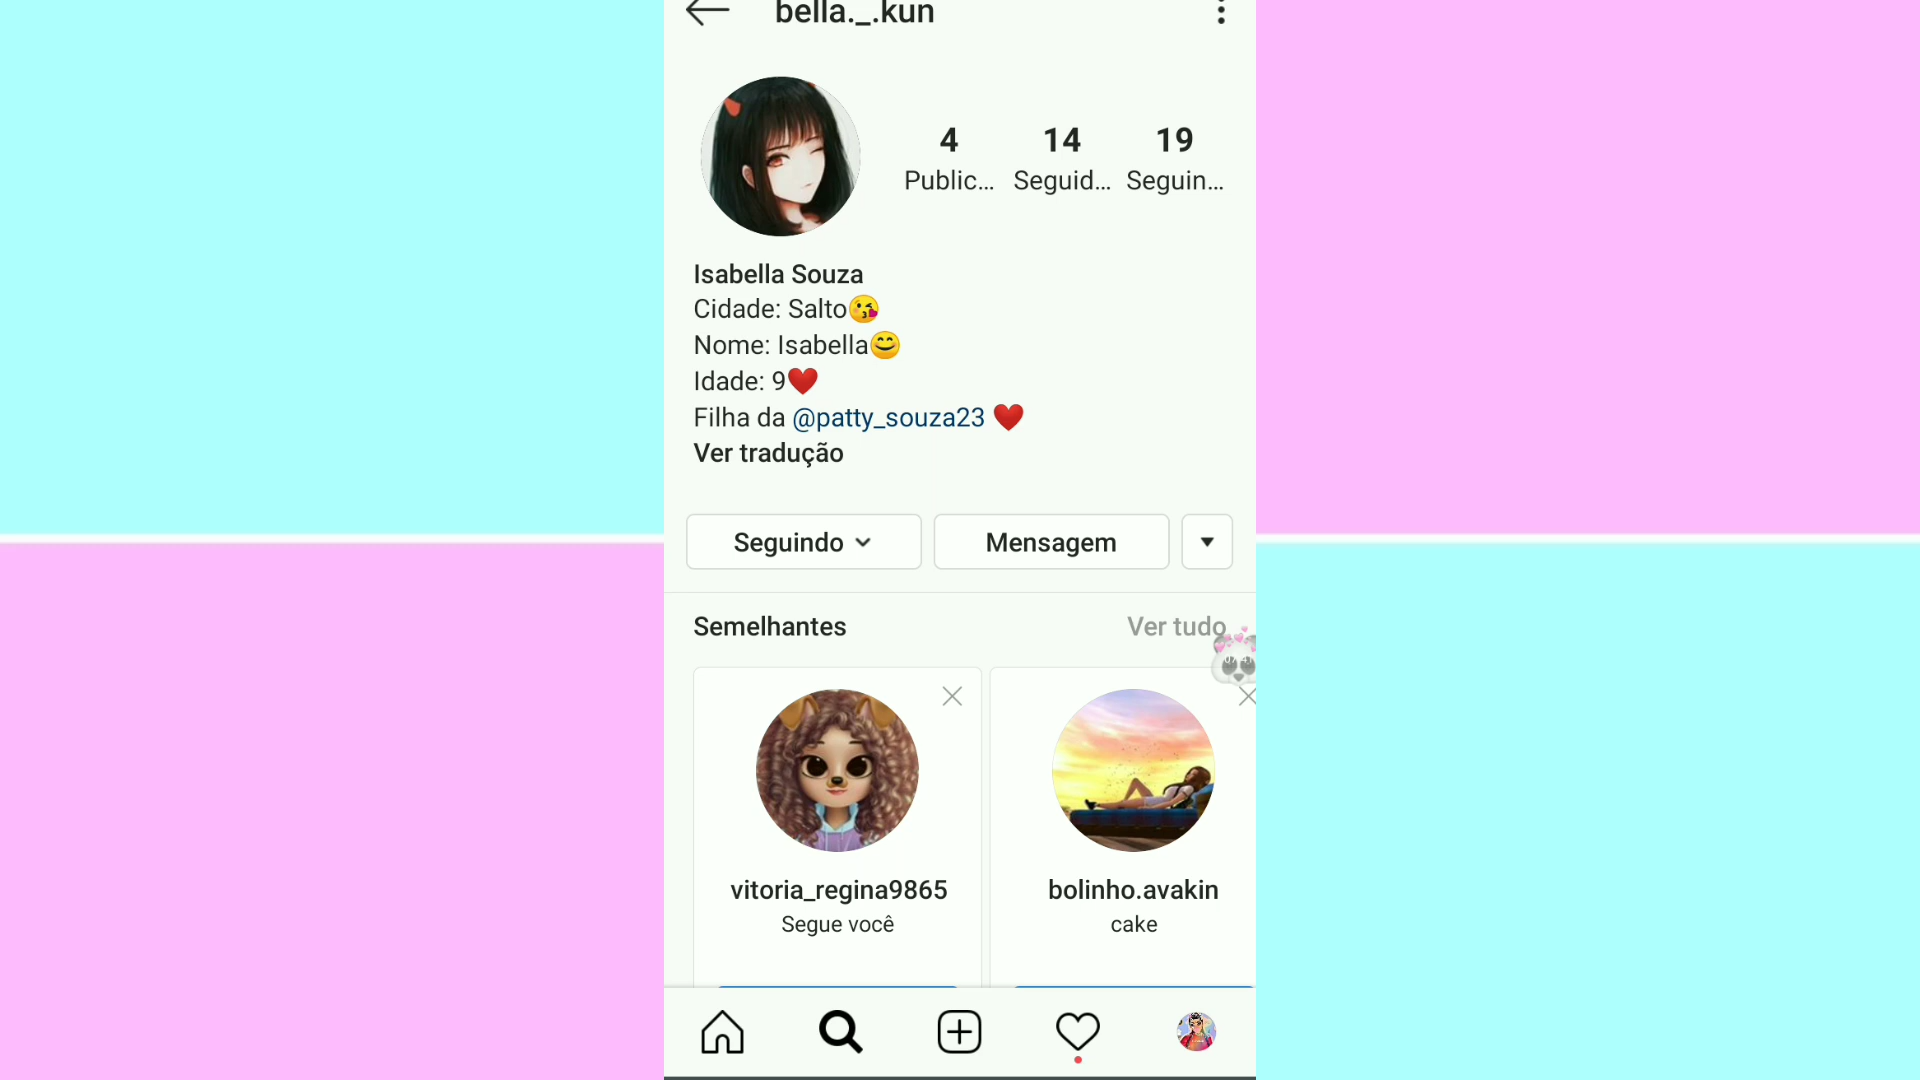 bella._.kun
4 14 19
Public... Seguid... Seguin...
Isabella Souza
Cidade: Salto😘
Nome: Isabella😊
Idade: 9❤️
Filha da @patty_souza23 ❤️
Ver tradução
Seguindo Mensagem
Semelhantes Ver tudo
vitoria_regina9865 bolinho.avakin
Segue você cake